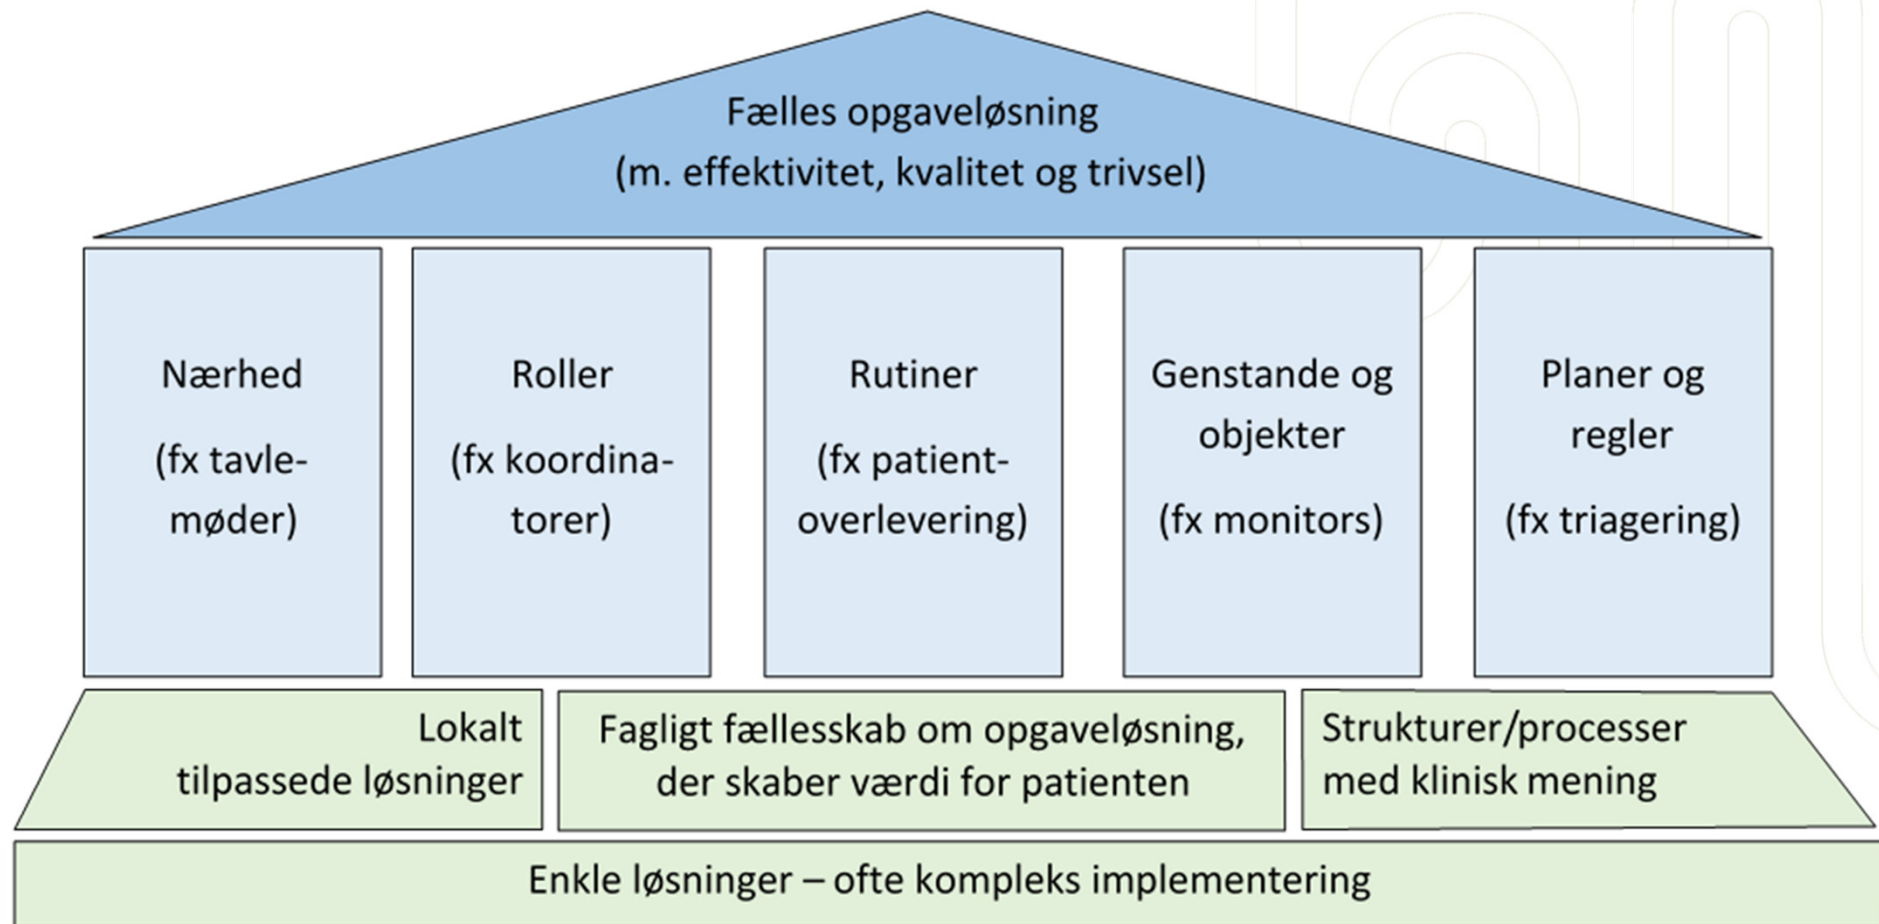 Fælles opgaveløsning
(m. effektivitet, kvalitet og trivsel)
Nærhed
(fx tavle-
møder)
Roller
(fx koordina-
torer)
Rutiner
(fx patient-
overlevering)
Genstande og
objekter
(fx monitors)
Planer og
regler
(fx triagering)
Lokalt
tilpassede løsninger
Fagligt fællesskab om opgaveløsning,
der skaber værdi for patienten
Strukturer/processer
med klinisk mening
Enkle løsninger – ofte kompleks implementering